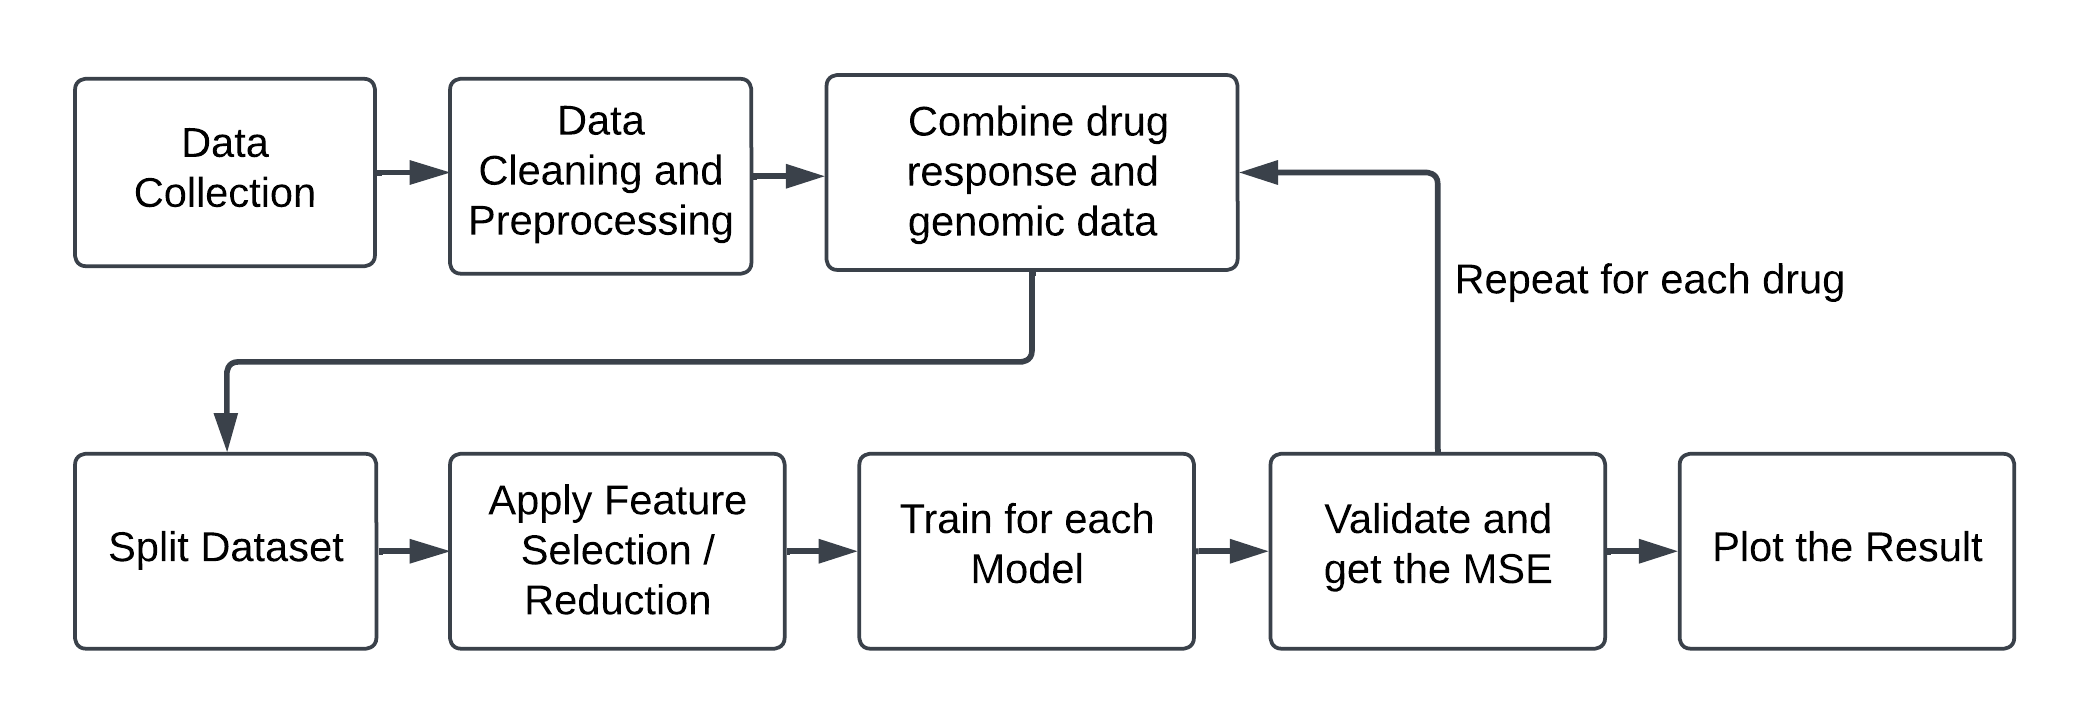 Data
Collection
Data
Cleaning and
Preprocessing
Combine drug
response and
genomic data
Repeat for each drug
Split Dataset
Apply Feature
Selection /
Reduction
Train for each
Model
Validate and
get the MSE
Plot the Result